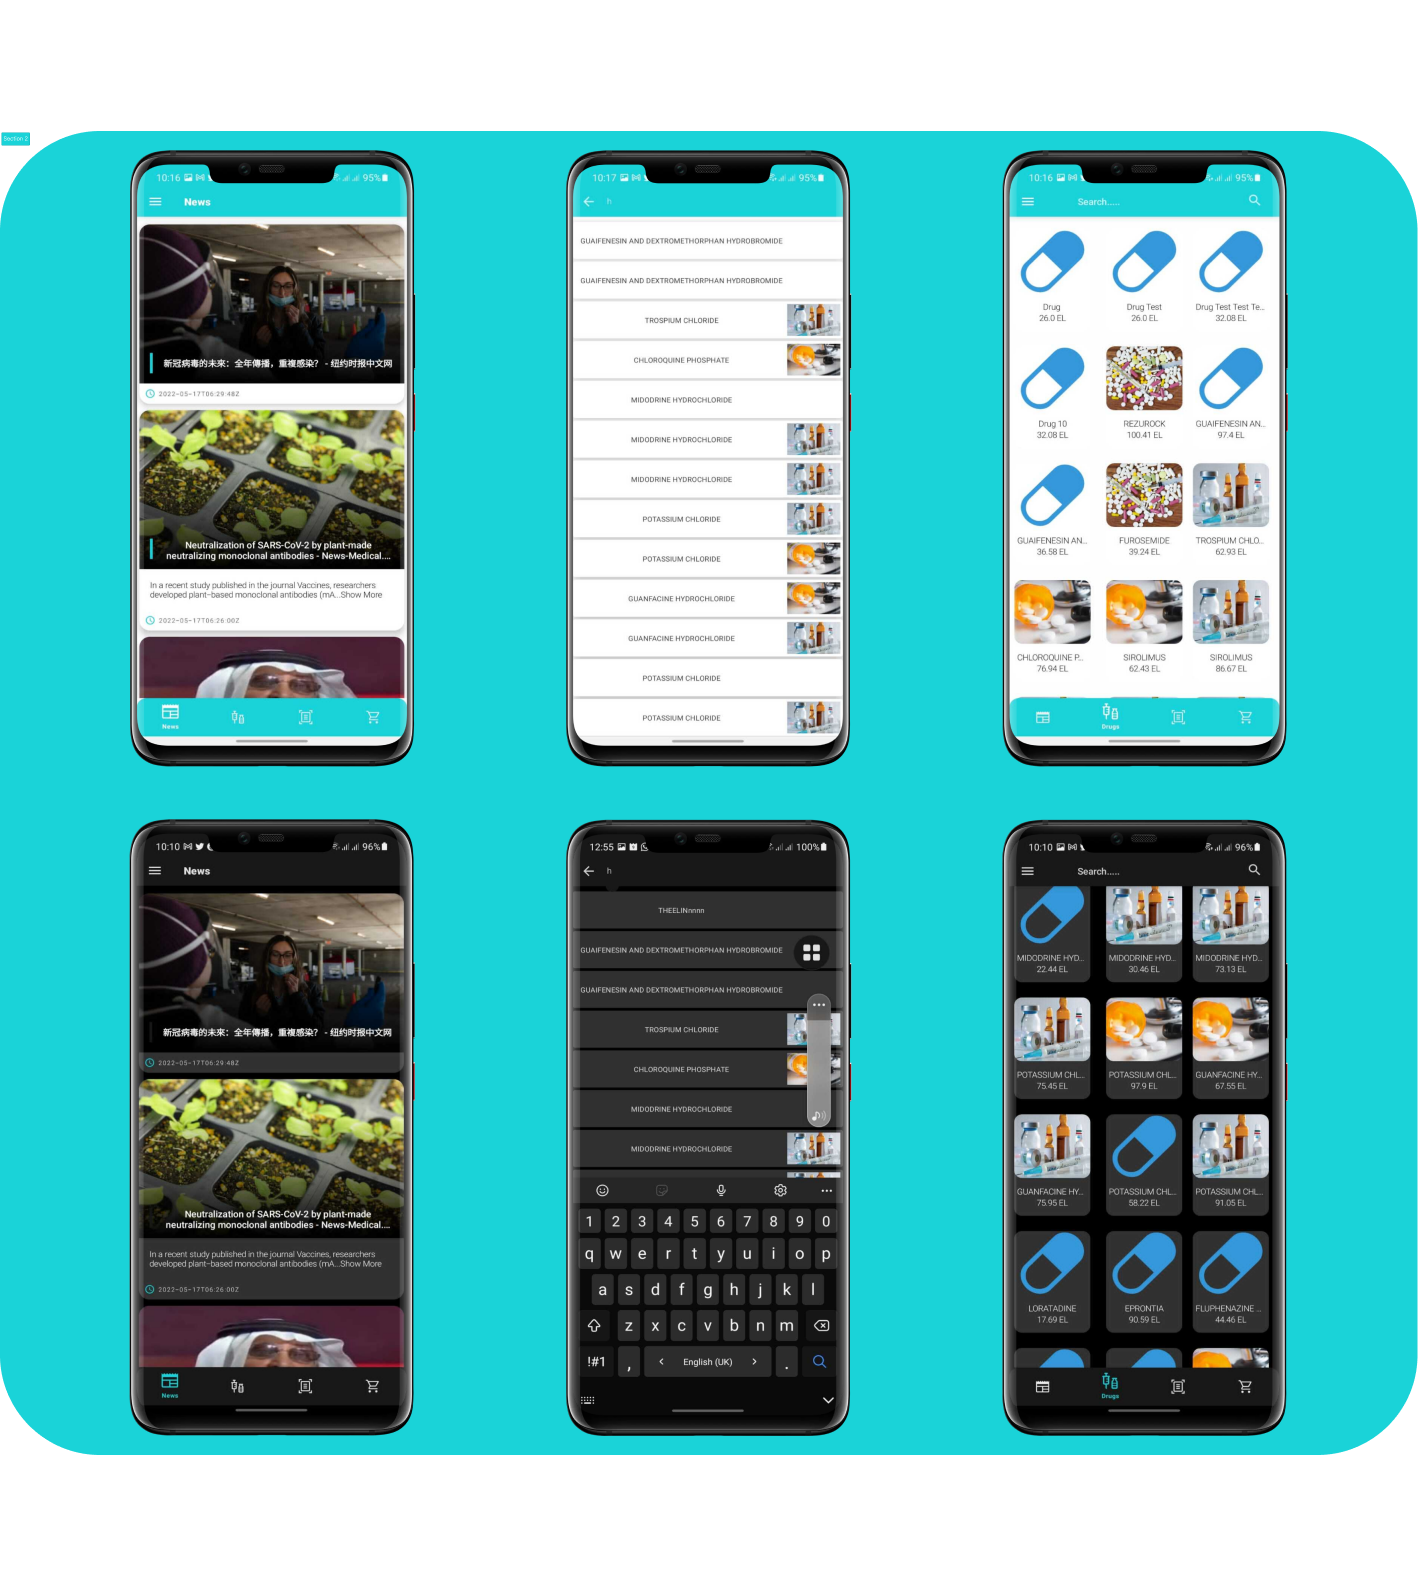 Section 2
10:16
95%
News
新冠病毒的未來：全年傳播，重複感染？ - 纽约时报中文网
2022-05-17T06:29:48Z
Neutralization of SARS-CoV-2 by plant-made
neutralizing monoclonal antibodies - News-Medical....
In a recent study published in the journal Vaccines, researchers
developed plant-based monoclonal antibodies (mA...Show More
2022-05-17T06:26:00Z
News
10:17
95%
h
GUAIFENESIN AND DEXTROMETHORPHAN HYDROBROMIDE
GUAIFENESIN AND DEXTROMETHORPHAN HYDROBROMIDE
TROSPIUM CHLORIDE
CHLOROQUINE PHOSPHATE
MIDODRINE HYDROCHLORIDE
MIDODRINE HYDROCHLORIDE
MIDODRINE HYDROCHLORIDE
POTASSIUM CHLORIDE
POTASSIUM CHLORIDE
GUANFACINE HYDROCHLORIDE
GUANFACINE HYDROCHLORIDE
POTASSIUM CHLORIDE
POTASSIUM CHLORIDE
10:16
95%
Search.....
Drug
26.0 EL
Drug Test
26.0 EL
Drug Test Test Te...
32.08 EL
Drug 10
32.08 EL
REZUROCK
100.41 EL
GUAIFENESIN AN...
97.4 EL
GUAIFENESIN AN...
36.58 EL
FUROSEMIDE
39.24 EL
TROSPIUM CHLO...
62.93 EL
CHLOROQUINE P...
76.94 EL
SIROLIMUS
62.43 EL
SIROLIMUS
86.67 EL
Drugs
10:10
96%
News
新冠病毒的未來：全年傳播，重複感染？ - 纽约时报中文网
2022-05-17T06:29:48Z
Neutralization of SARS-CoV-2 by plant-made
neutralizing monoclonal antibodies - News-Medical....
In a recent study published in the journal Vaccines, researchers
developed plant-based monoclonal antibodies (mA...Show More
2022-05-17T06:26:00Z
News
12:55
100%
h
THEELINnnnn
GUAIFENESIN AND DEXTROMETHORPHAN HYDROBROMIDE
GUAIFENESIN AND DEXTROMETHORPHAN HYDROBROMIDE
TROSPIUM CHLORIDE
CHLOROQUINE PHOSPHATE
MIDODRINE HYDROCHLORIDE
MIDODRINE HYDROCHLORIDE
1 2 3 4 5 6 7 8 9 0
q w e r t y u i o p
a s d f g h j k l
z x c v b n m
!#1 , < English (UK) > .
10:10
96%
Search.....
MIDODRINE HYD...
22.44 EL
MIDODRINE HYD...
30.46 EL
MIDODRINE HYD...
73.13 EL
POTASSIUM CHL...
75.45 EL
POTASSIUM CHL...
97.9 EL
GUANFACINE HY...
67.55 EL
GUANFACINE HY...
75.95 EL
POTASSIUM CHL...
58.22 EL
POTASSIUM CHL...
91.05 EL
LORATADINE
17.69 EL
EPRONTIA
90.59 EL
FLUPHENAZINE ...
44.46 EL
Drugs